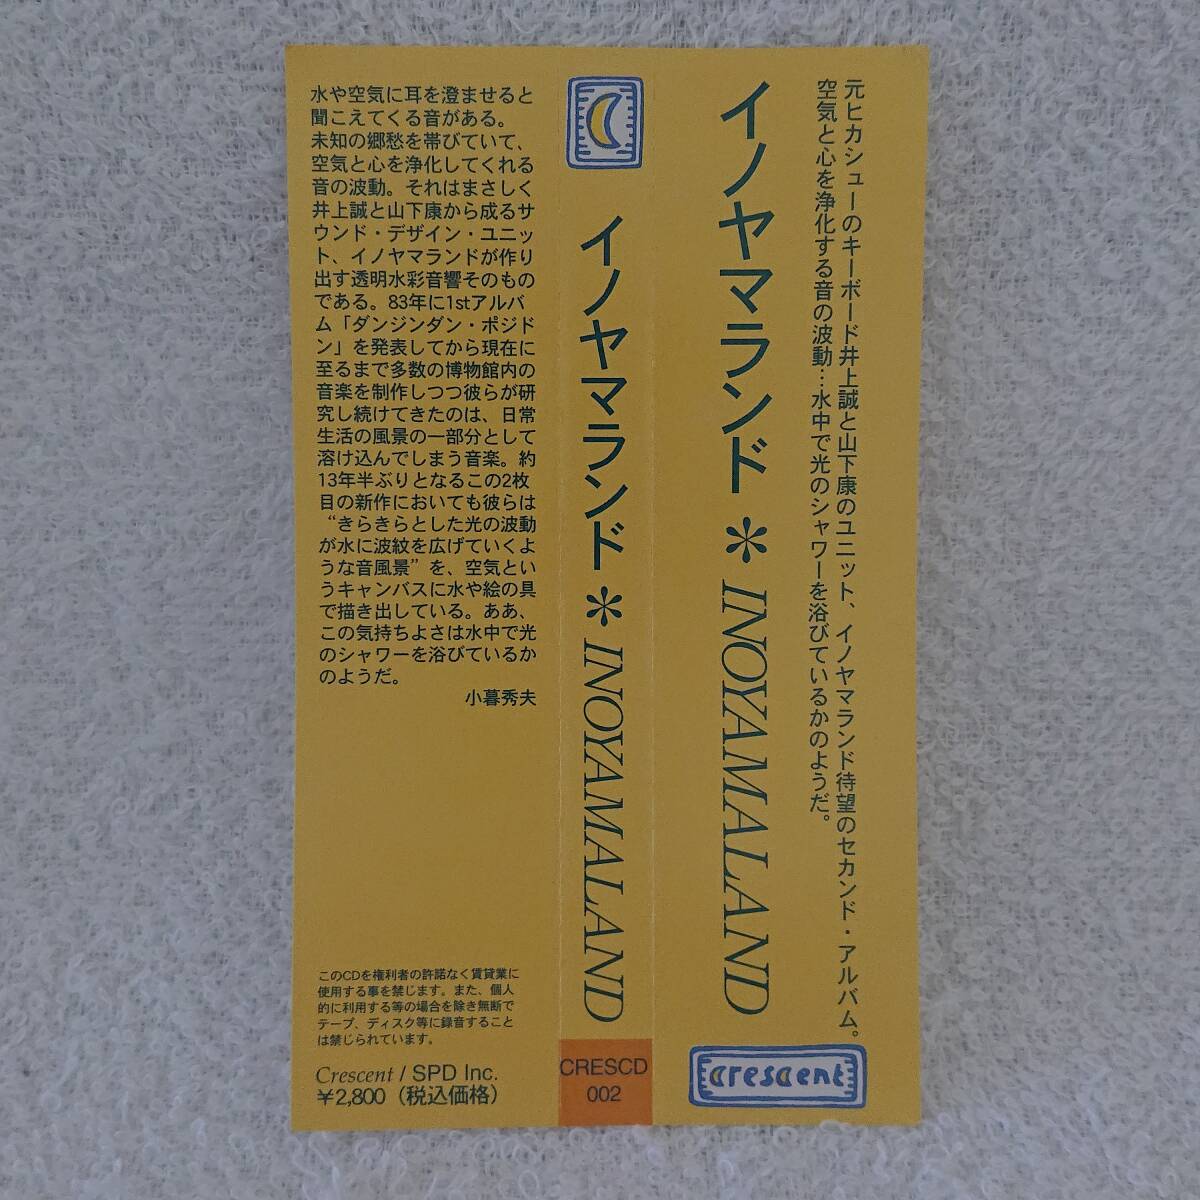 元ヒカシューのキーボード井上誠と山下康のユニット、イノヤマランド待望のセカンド・アルバム。
空気と心を浄化する音の波動…水中で光のシャワーを浴びているかのようだ。
イノヤマランド＊INOYAMALAND
crescent
イノヤマランド＊INOYAMALAND
CRESCD
002
水や空気に耳を澄ませると
聞こえてくる音がある。
未知の郷愁を帯びていて、
空気と心を浄化してくれる
音の波動。それはまさしく
井上誠と山下康から成るサ
ウンド・デザイン・ユニッ
ト、イノヤマランドが作り
出す透明水彩音響そのもの
である。83年に1stアルバ
ム「ダンジンダン・ポジド
ン」を発表してから現在に
至るまで多数の博物館内の
音楽を制作しつつ彼らが研
究し続けてきたのは、日常
生活の風景の一部分として
溶け込んでしまう音楽。約
13年半ぶりとなるこの2枚
目の新作においても彼らは
“きらきらとした光の波動
が水に波紋を広げていくよ
うな音風景”を、空気とい
うキャンバスに水や絵の具
で描き出している。ああ、
この気持ちよさは水中で光
のシャワーを浴びているか
のようだ。
小暮秀夫
このCDを権利者の許諾なく賃貸業に
使用する事を禁じます。また、個人
的に利用する等の場合を除き無断で
テープ、ディスク等に録音すること
は禁じられています。
Crescent / SPD Inc.
¥2,800（税込価格）